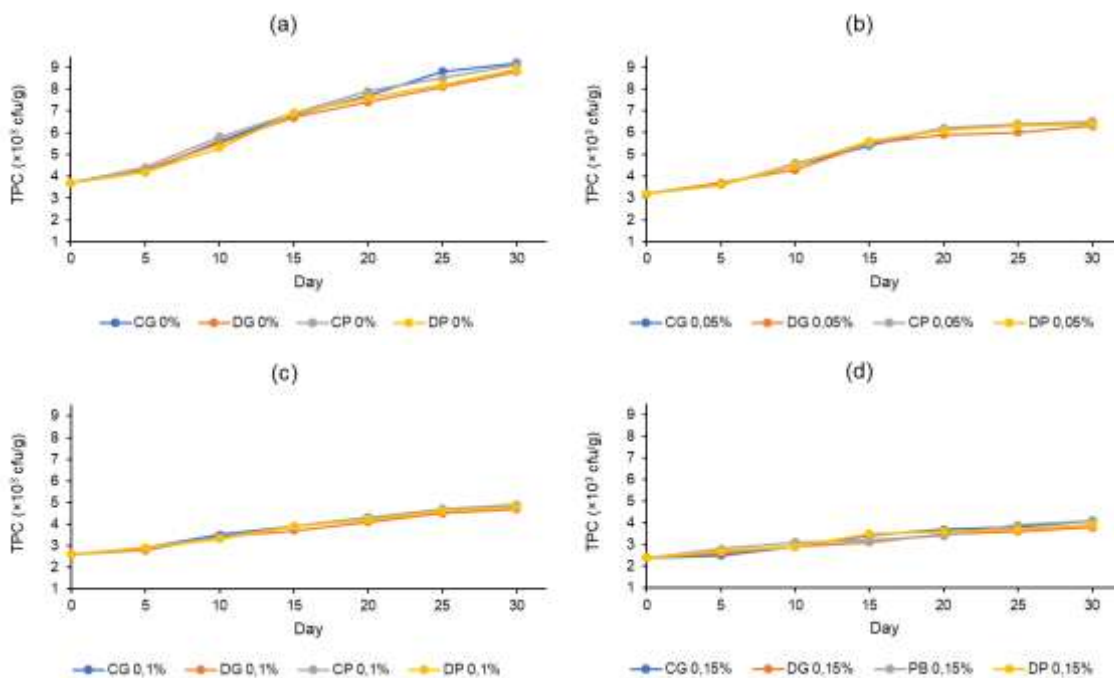 (a)
TPC (×10³ cfu/g)
9
8
7
6
5
4
3
2
1
0 5 10 15 20 25 30
Day
CG 0% DG 0% CP 0% DP 0%
(b)
TPC (×10³ cfu/g)
9
8
7
6
5
4
3
2
1
0 5 10 15 20 25 30
Day
CG 0,05% DG 0,05% CP 0,05% DP 0,05%
(c)
TPC (×10³ cfu/g)
9
8
7
6
5
4
3
2
1
0 5 10 15 20 25 30
Day
CG 0,1% DG 0,1% CP 0,1% DP 0,1%
(d)
TPC (×10³ cfu/g)
9
8
7
6
5
4
3
2
1
0 5 10 15 20 25 30
Day
CG 0,15% DG 0,15% PB 0,15% DP 0,15%